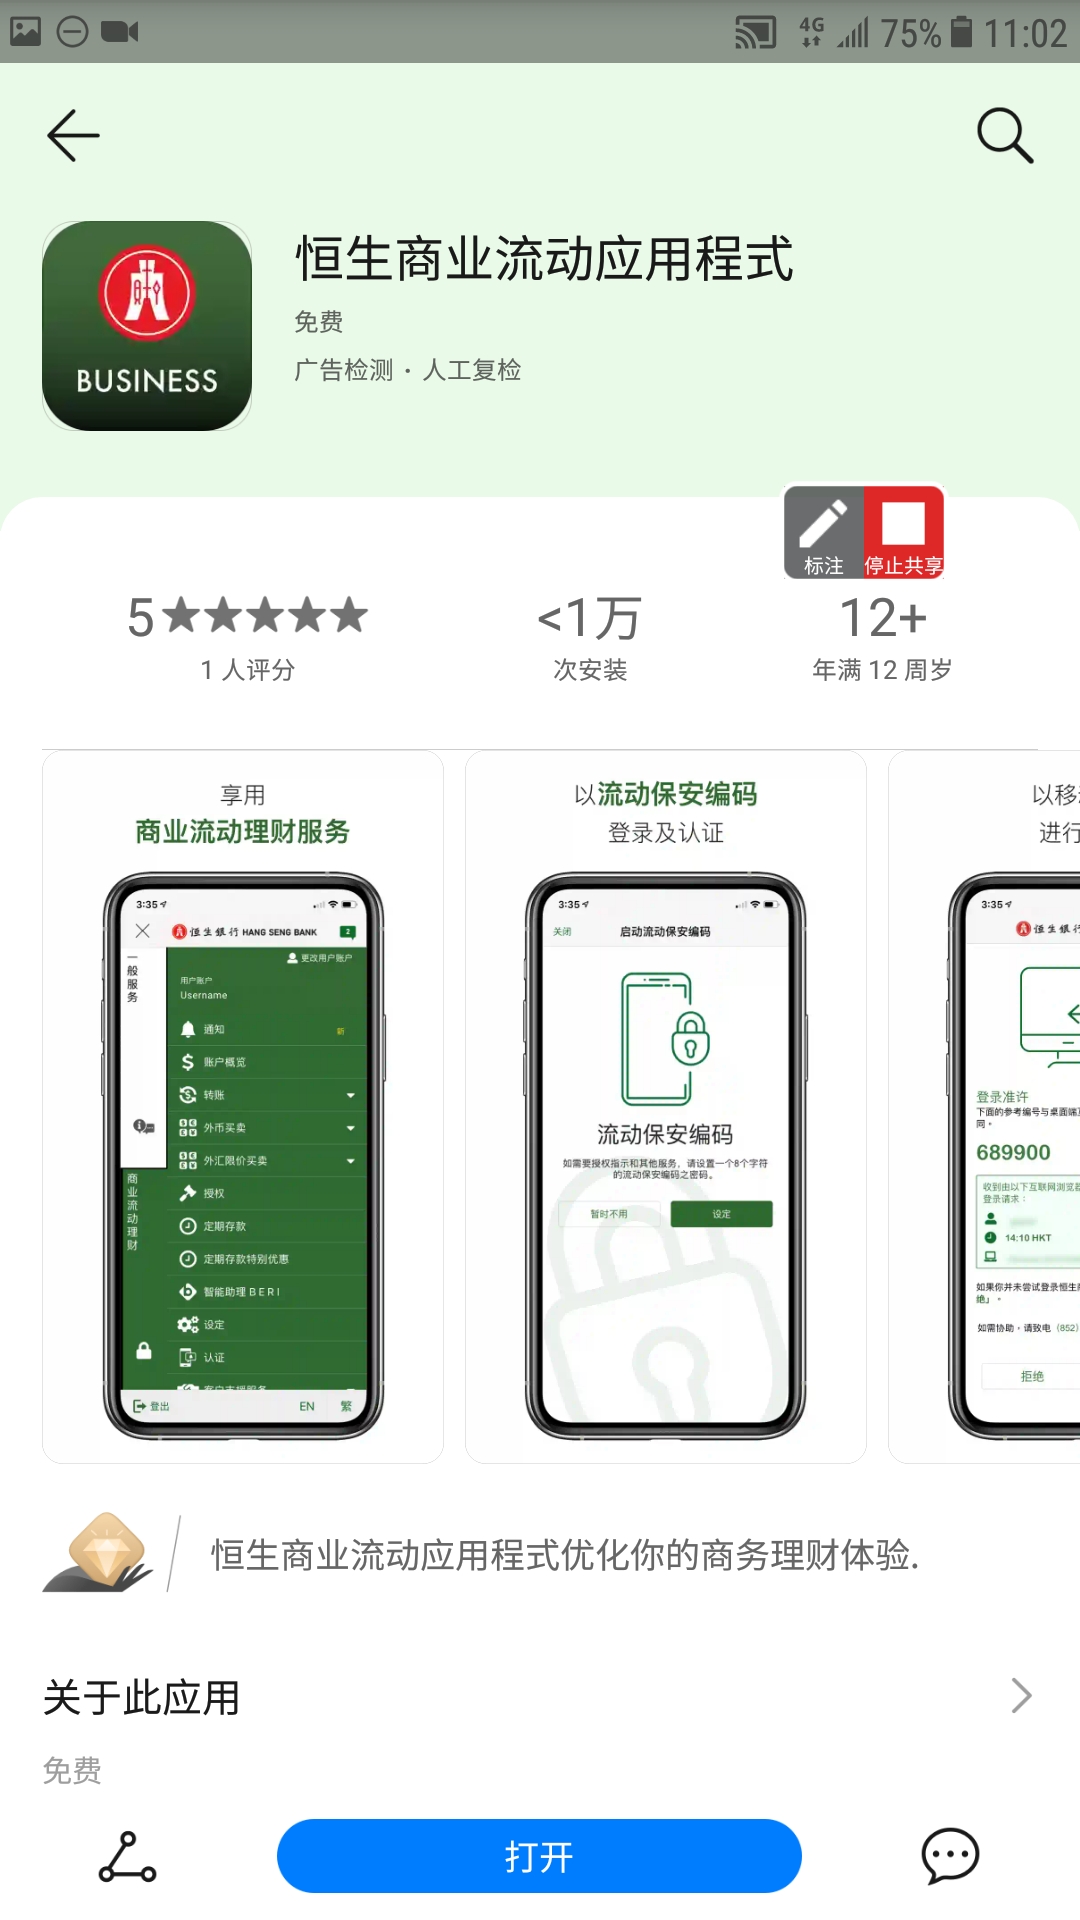 4G 75% 11:02
恒生商业流动应用程式
免费
广告检测 · 人工复检
BUSINESS
标注 停止共享
5 <1万 12+
1 人评分 次安装 年满 12 周岁
享用
商业流动理财服务
3:35
恒生银行 HANG SENG BANK 2
更改用户账户
一般服务
用户账户
Username
通知 新
账户概览
转账
外币买卖
外汇限价买卖
授权
商业流动理财
定期存款
定期存款特别优惠
智能助理 B E R I
设定
认证
客户支援服务
登出 EN 繁
以流动保安编码
登录及认证
3:35
关闭 启动流动保安编码
流动保安编码
如需要授权指示和其他服务，请设置一个8个字符
的流动保安编码之密码。
暂时不用 设定
以移
进行
3:35
恒生银行
登录准许
下面的参考编号与桌面端
同。
689900
收到由以下互联网浏览器
登录请求：
14:10 HKT
如果你并未尝试登录恒生
绝」。
如需协助，请致电 (852)
拒绝
恒生商业流动应用程式优化你的商务理财体验.
关于此应用
免费
打开